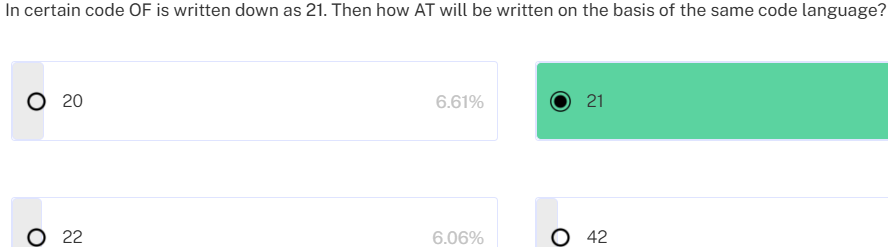 In certain code OF is written down as 21. Then how AT will be written on the basis of the same code language?
20 6.61% 21
22 6.06% 42